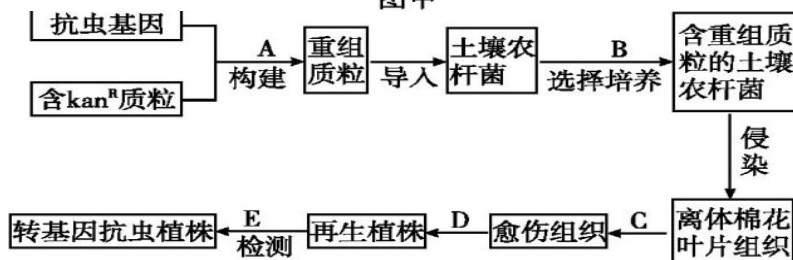 抗虫基因
含kanᴿ质粒
A
构建
重组
质粒
导入
土壤农
杆菌
B
选择培养
含重组质
粒的土壤
农杆菌
侵
染
离体棉花
叶片组织
C
愈伤组织
D
再生植株
E
检测
转基因抗虫植株